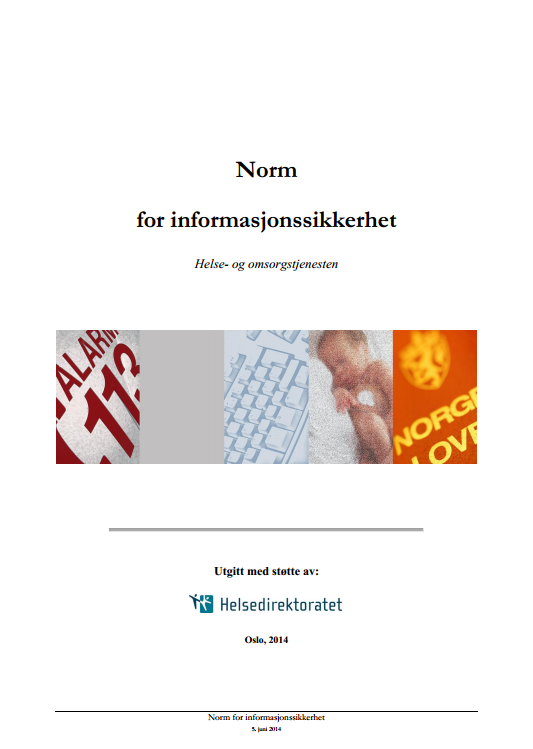 Norm
for informasjonssikkerhet
Helse- og omsorgstjenesten
ALARM
113
NORGE
LOVE
Utgitt med støtte av:
Helsedirektoratet
Oslo, 2014
Norm for informasjonssikkerhet
5. juni 2014